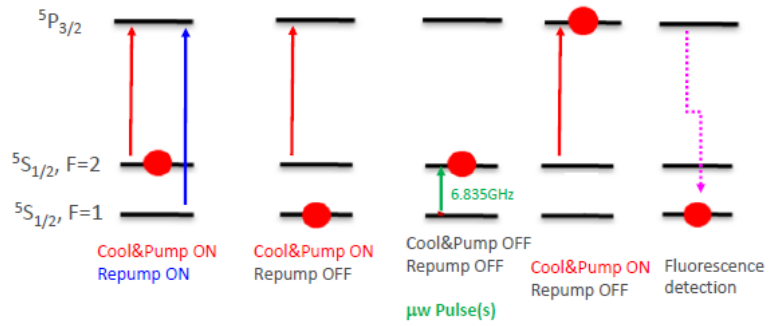 ⁵P₃/₂
⁵S₁/₂, F=2
⁵S₁/₂, F=1
6.835GHz
Cool&Pump ON
Repump ON
Cool&Pump ON
Repump OFF
Cool&Pump OFF
Repump OFF
μw Pulse(s)
Cool&Pump ON
Repump OFF
Fluorescence
detection